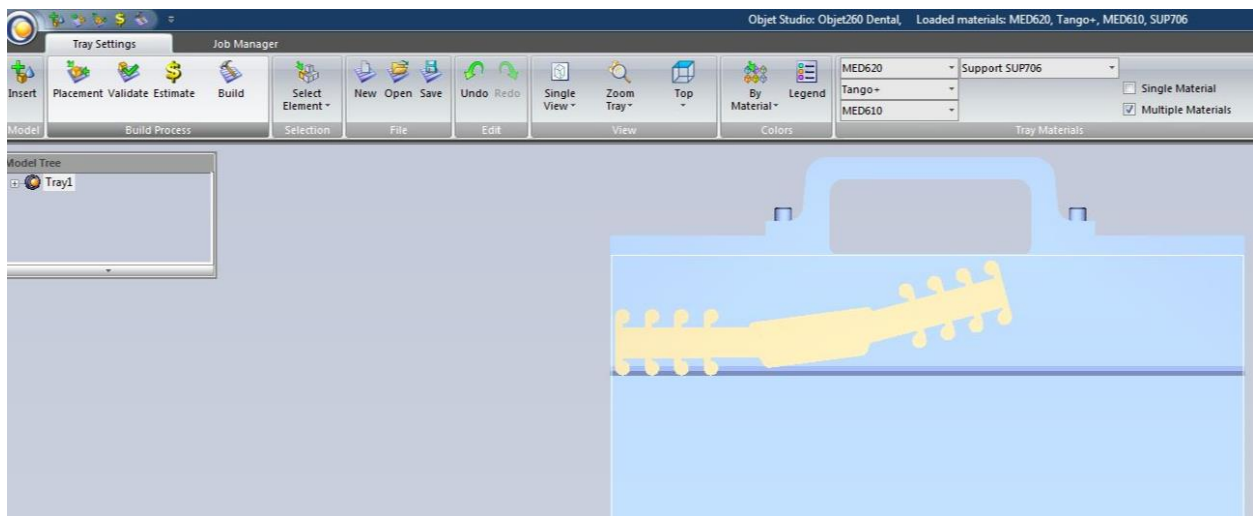 Objet Studio: Objet260 Dental, Loaded materials: MED620, Tango+, MED610, SUP706
Tray Settings Job Manager
Insert Placement Validate Estimate Build Select Element New Open Save Undo Redo Single View Zoom Tray Top By Material Legend
MED620 Support SUP706
Tango+ Single Material
MED610 Multiple Materials
Model Build Process Selection File Edit View Colors Tray Materials
Model Tree
Tray1